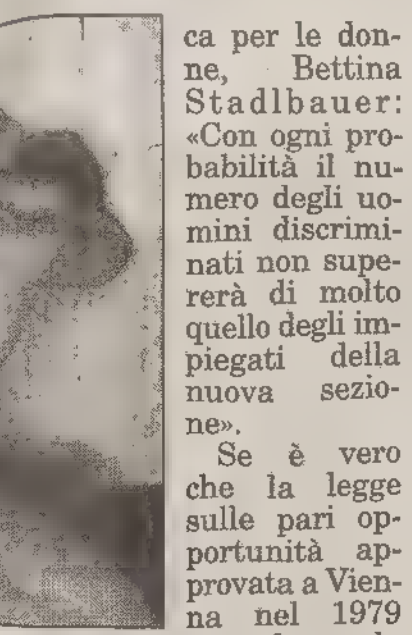 ca per le don-
ne, Bettina
Stadlbauer:
«Con ogni pro-
babilità il nu-
mero degli uo-
mini discrimi-
nati non supe-
rerà di molto
quello degli im-
piegati della
nuova sezio-
ne».
Se è vero
che la legge
sulle pari op-
portunità ap-
provata a Vien-
na nel 1979